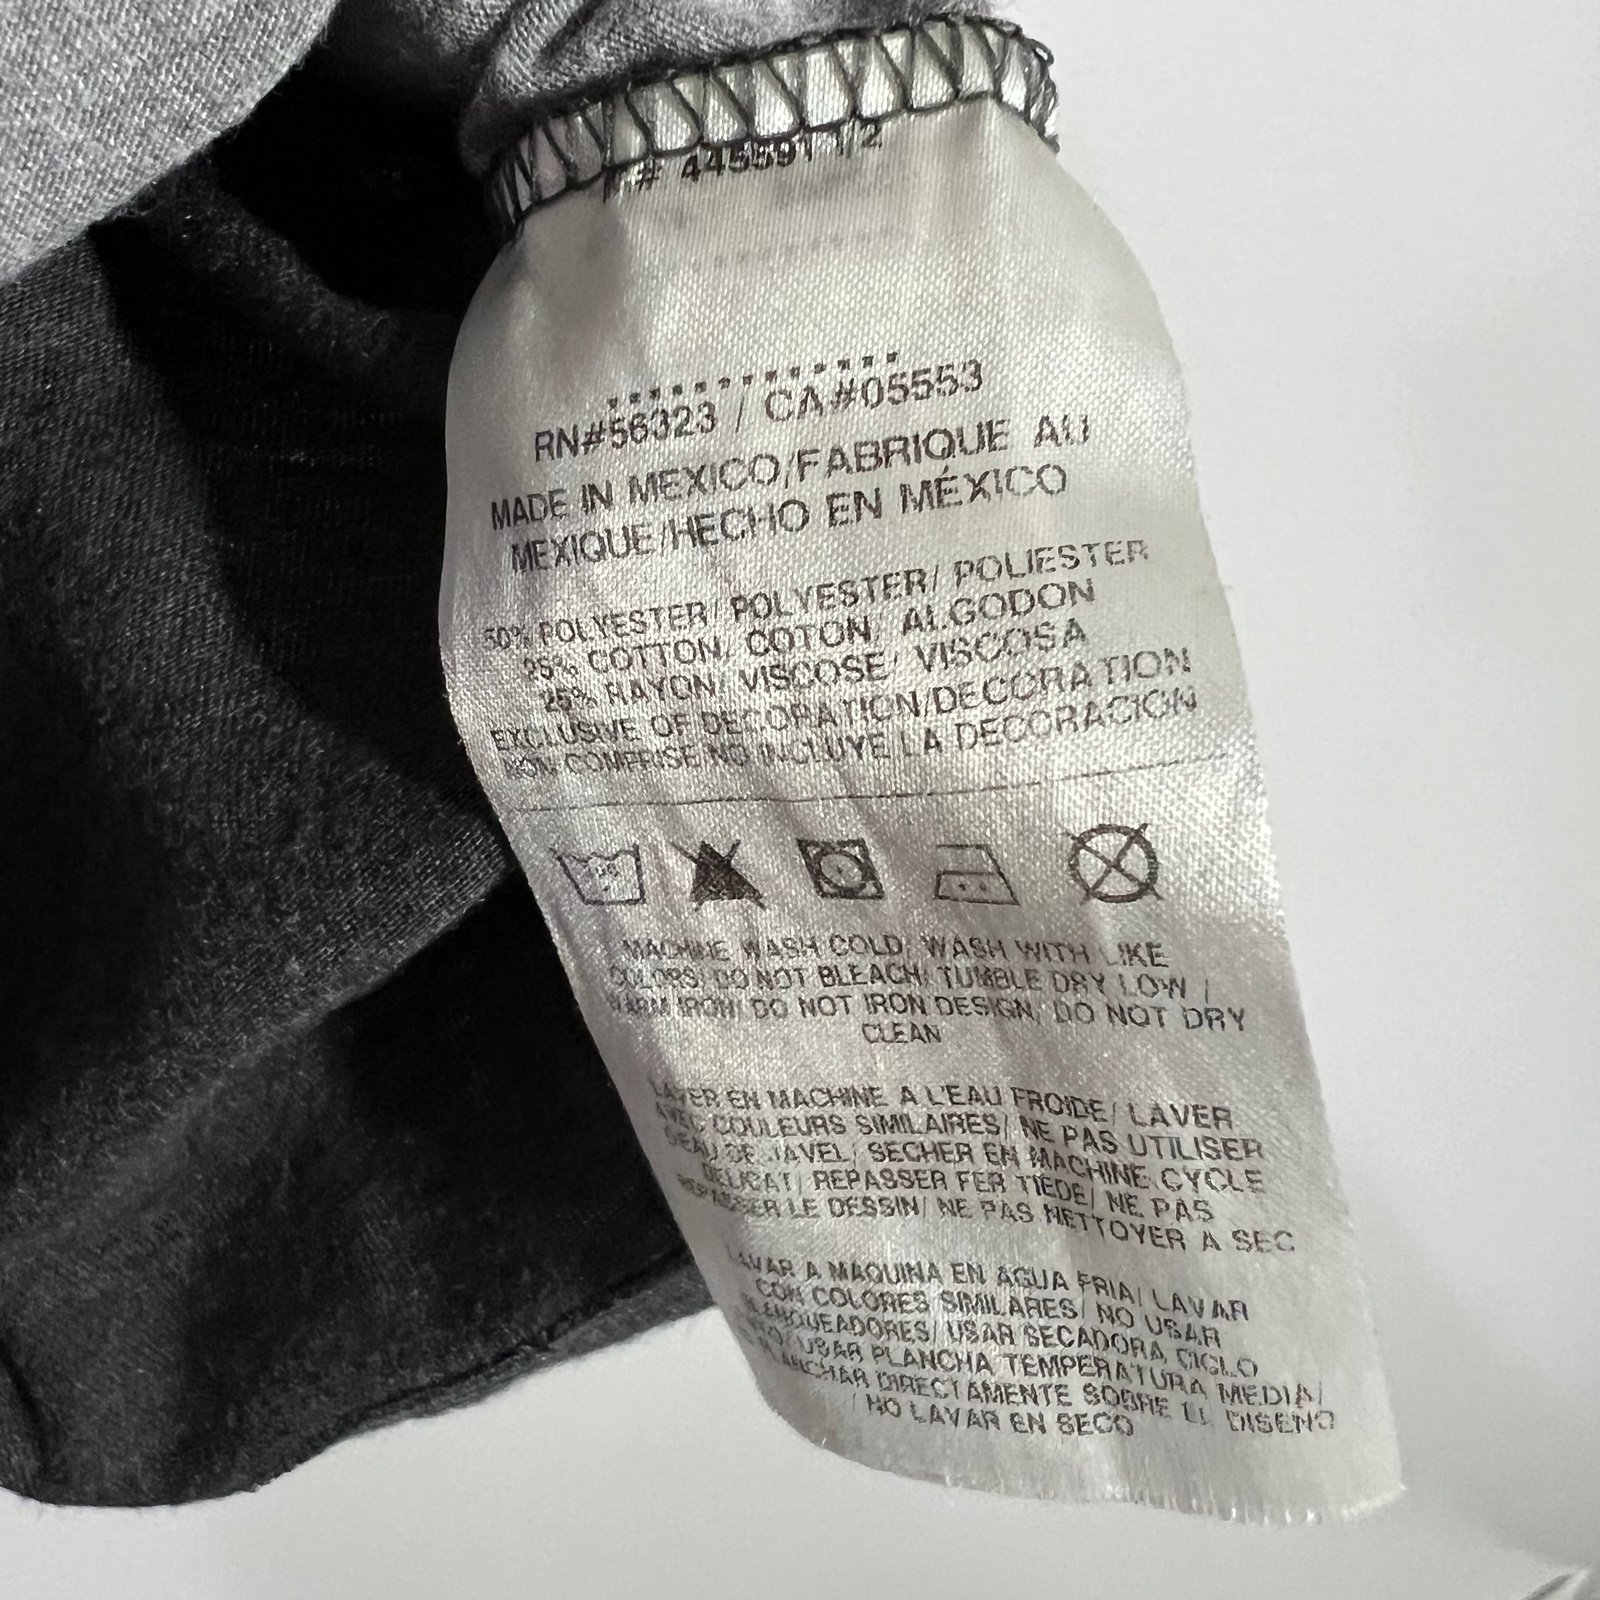 # 44559112
RN#56323 / CA#05553
MADE IN MEXICO/FABRIQUE AU
MEXIQUE/HECHO EN MÉXICO
50% POLYESTER/ POLYESTER/ POLIESTER
25% COTTON/ COTON/ ALGODON
25% RAYON/ VISCOSE/ VISCOSA
EXCLUSIVE OF DECORATION/DECORATION
NON COMPRISE/NO INCLUYE LA DECORACION
MACHINE WASH COLD/ WASH WITH LIKE
COLORS/ DO NOT BLEACH/ TUMBLE DRY LOW /
WARM IRON/ DO NOT IRON DESIGN/ DO NOT DRY
CLEAN
LAVER EN MACHINE A L'EAU FROIDE/ LAVER
AVEC COULEURS SIMILAIRES/ NE PAS UTILISER
D'EAU DE JAVEL/ SECHER EN MACHINE CYCLE
DELICAT/ REPASSER FER TIEDE/ NE PAS
REPASSER LE DESSIN/ NE PAS NETTOYER A SEC
LAVAR A MAQUINA EN AGUA FRIA/ LAVAR
CON COLORES SIMILARES/ NO USAR
BLANQUEADORES/ USAR SECADORA CICLO
USAR PLANCHA TEMPERATURA MEDIA/
PLANCHAR DIRECTAMENTE SOBRE EL DISENO
/ NO LAVAR EN SECO